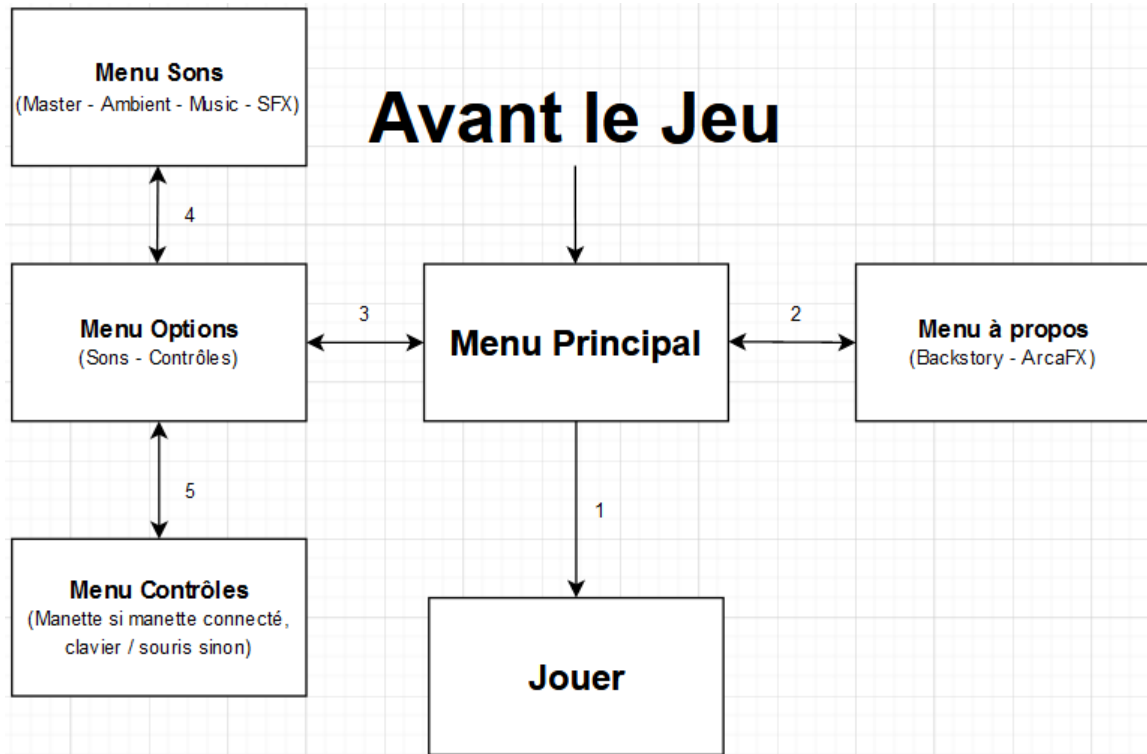 Menu Sons
(Master - Ambient - Music - SFX)
Avant le Jeu
4
Menu Options
(Sons - Contrôles)
3
Menu Principal
2
Menu à propos
(Backstory - ArcaFX)
5
1
Menu Contrôles
(Manette si manette connecté,
clavier / souris sinon)
Jouer